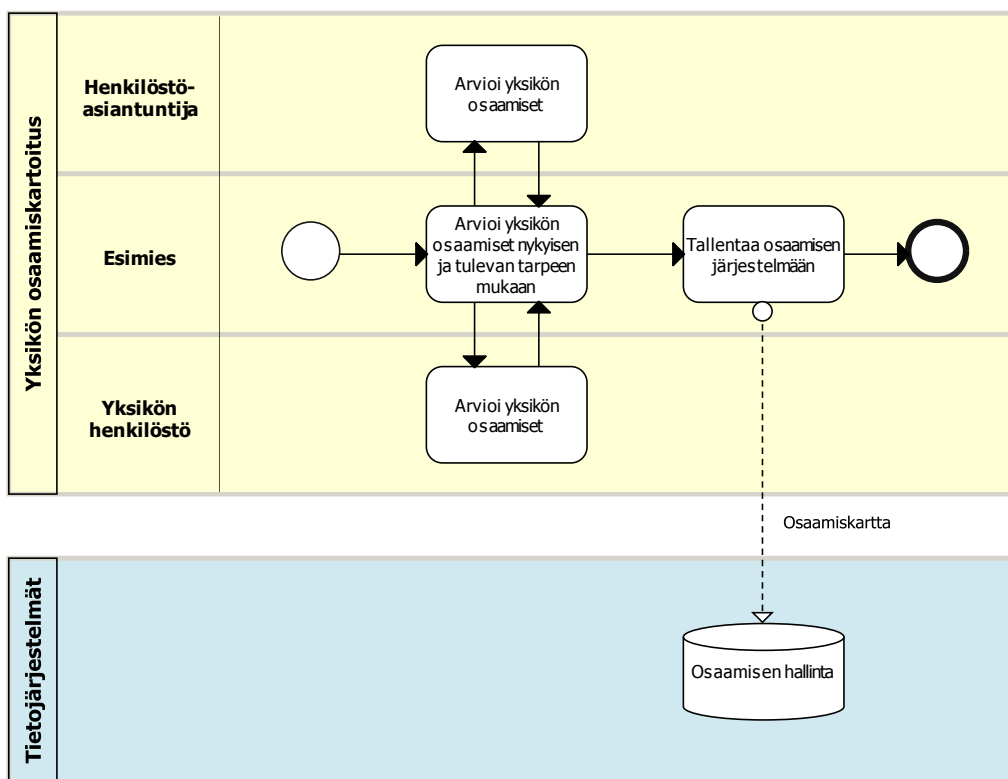 Yksikön osaamiskartoitus
Henkilöstö-
asiantuntija
Arvioi yksikön
osaamiset
Esimies
Arvioi yksikön
osaamiset nykyisen
ja tulevan tarpeen
mukaan
Tallentaa osaamisen
järjestelmään
Yksikön
henkilöstö
Arvioi yksikön
osaamiset
Osaamiskartta
Tietojärjestelmät
Osaamisen hallinta